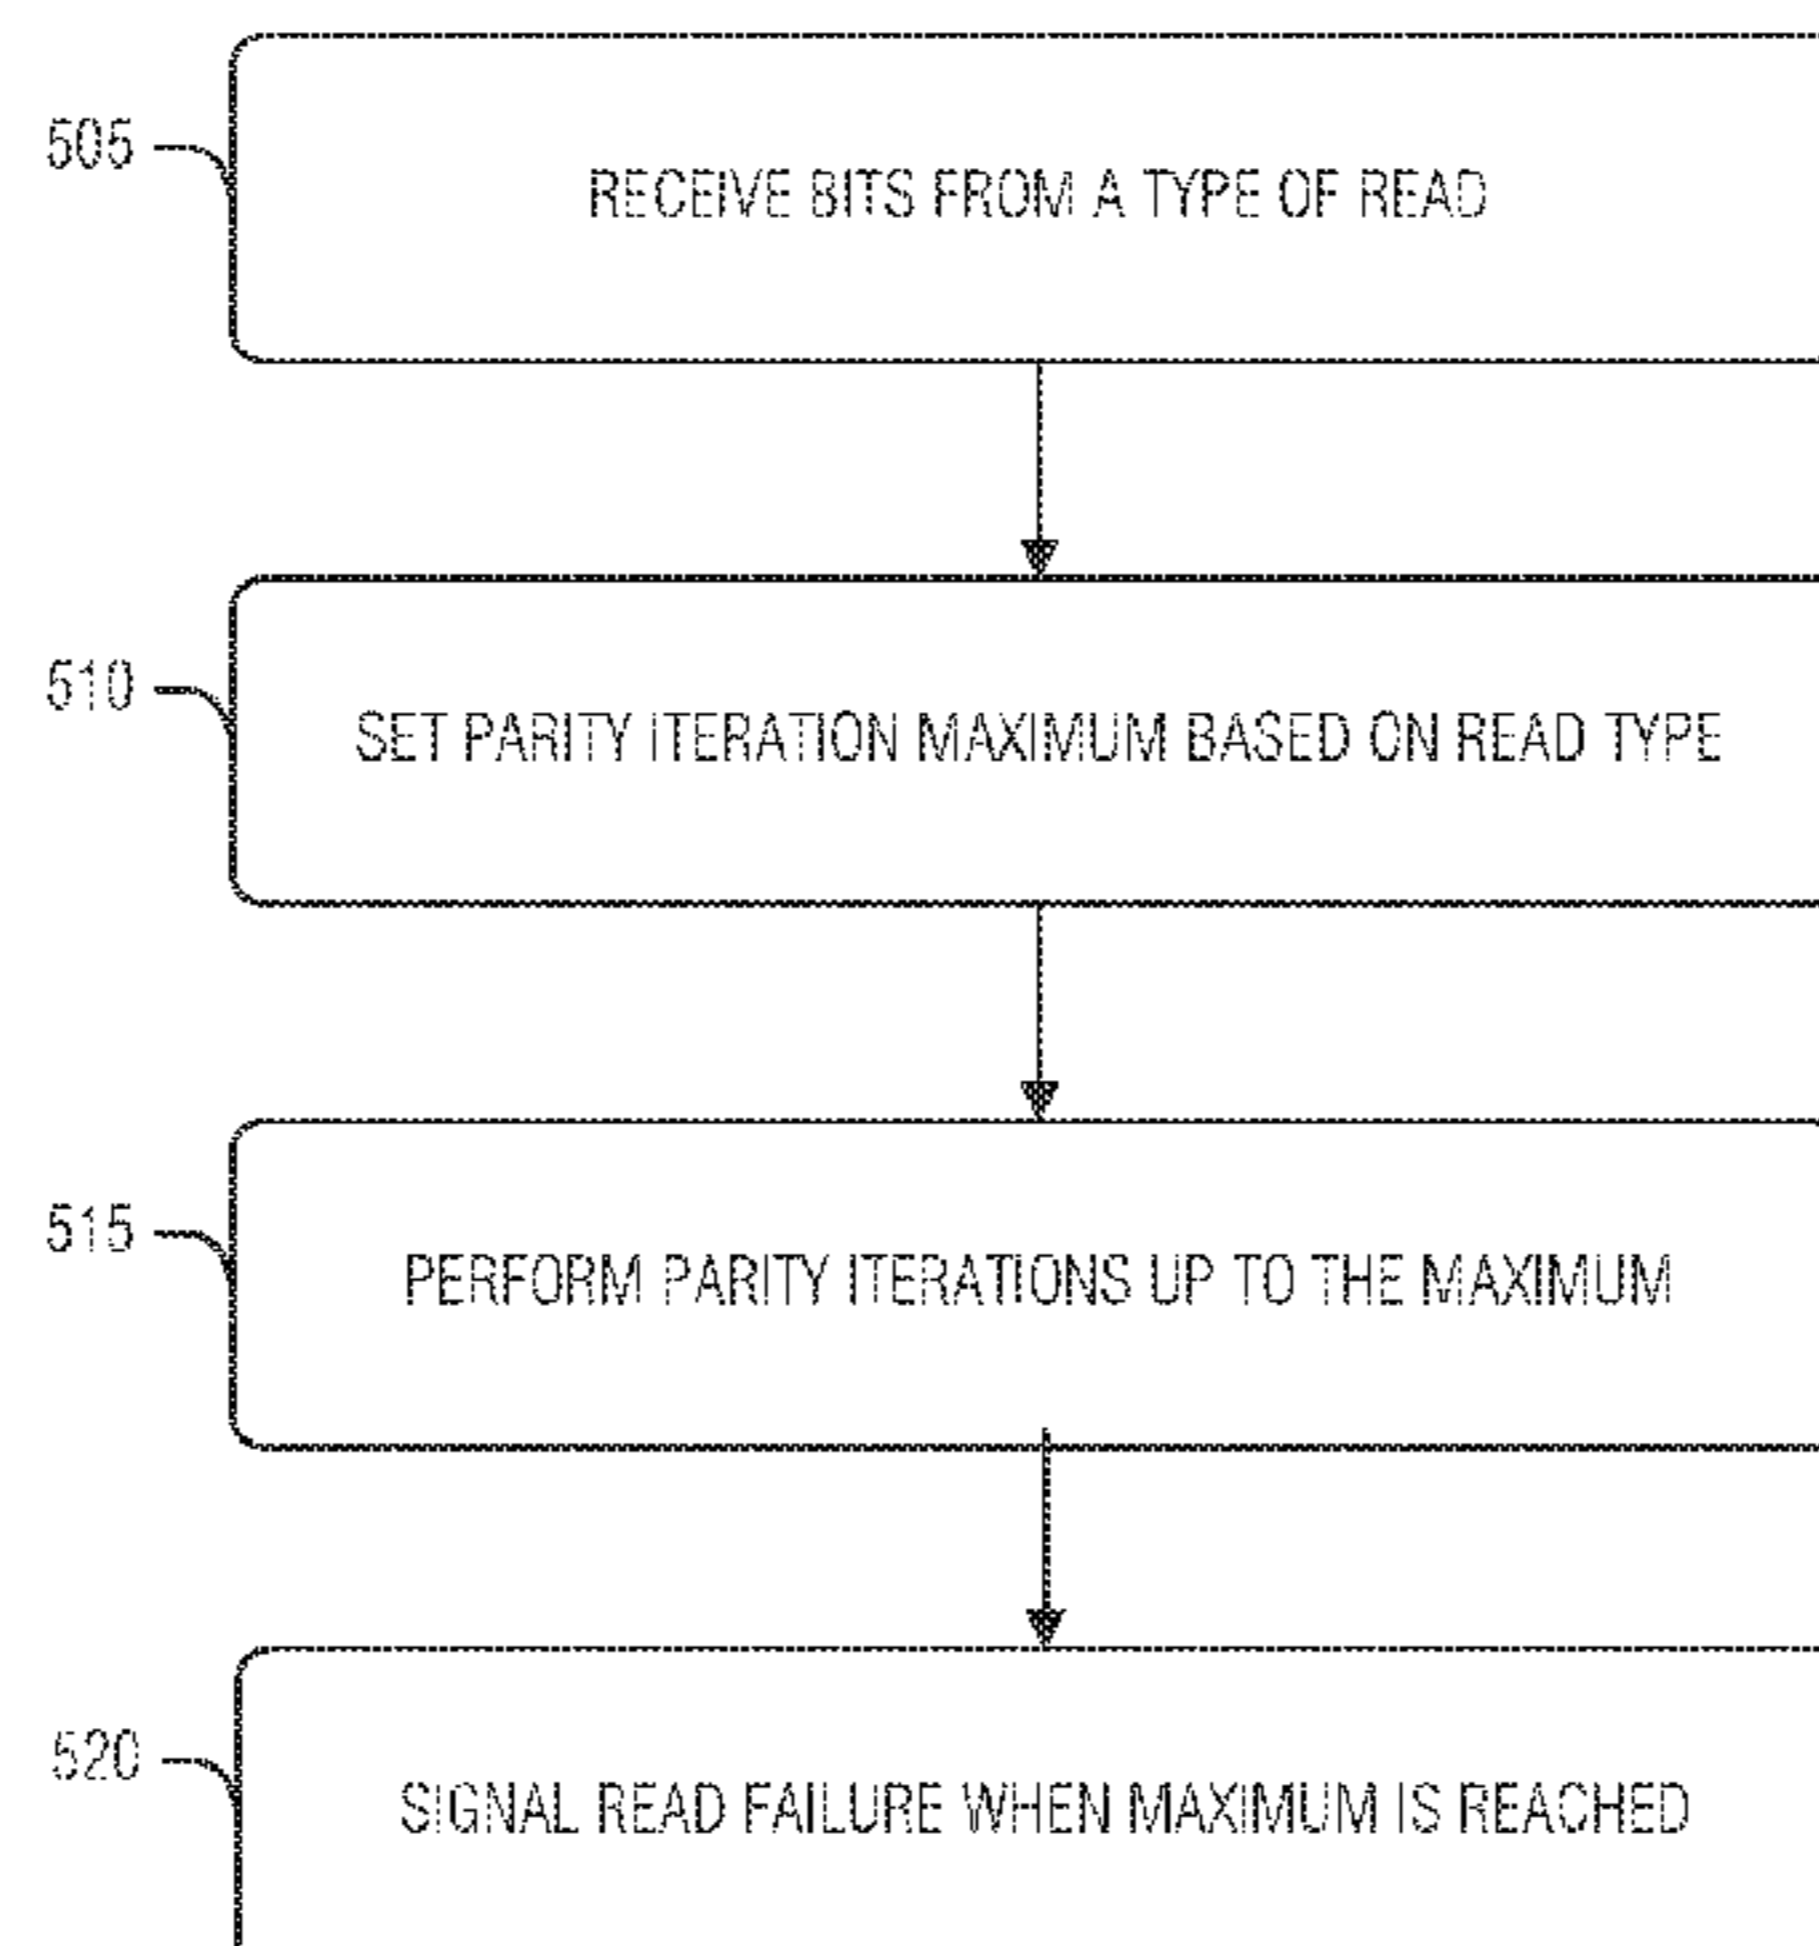 505
RECEIVE BITS FROM A TYPE OF READ
510
SET PARITY ITERATION MAXIMUM BASED ON READ TYPE
515
PERFORM PARITY ITERATIONS UP TO THE MAXIMUM
520
SIGNAL READ FAILURE WHEN MAXIMUM IS REACHED